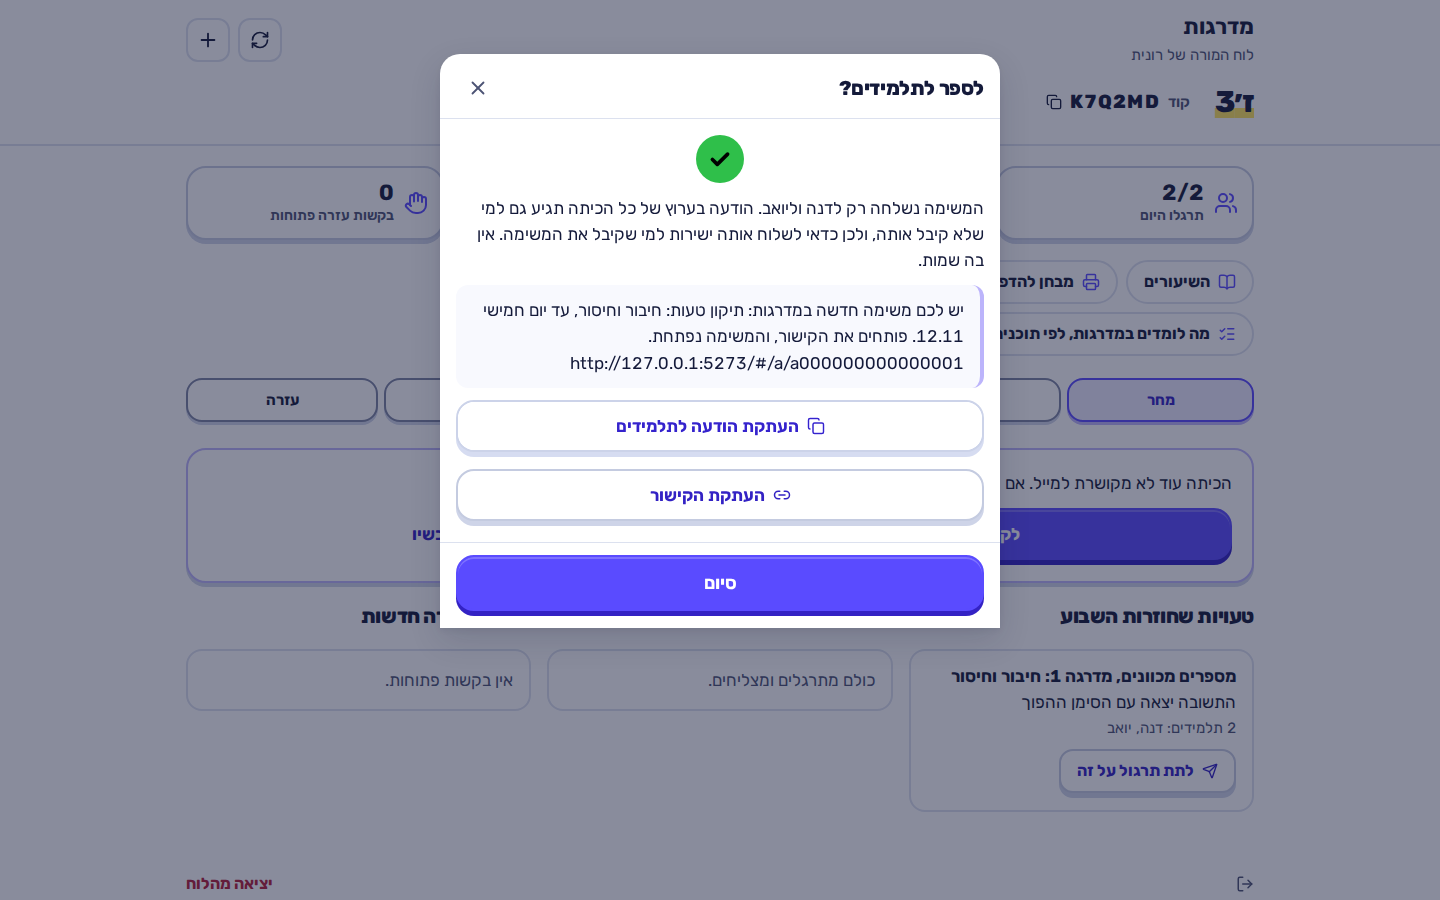 מדרגות
לוח המורה של רונית
ז׳3
קוד K7Q2MD
לספר לתלמידים?
2/2
תרגלו היום
0
בקשות עזרה פתוחות
המשימה נשלחה רק לדנה וליואב. הודעה בערוץ של כל הכיתה תגיע גם למי
שלא קיבל אותה, ולכן כדאי לשלוח אותה ישירות למי שקיבל את המשימה. אין
בה שמות.
השיעורים
מבחן
מה לומדים במדרגות, לפי
יש לכם משימה חדשה במדרגות: תיקון טעות: חיבור וחיסור, עד יום חמישי
12.11. פותחים את הקישור, והמשימה נפתחת.
http://127.0.0.1:5273/#/a/a000000000000001
מחר
עזרה
העתקת הודעה לתלמידים
העתקת הקישור
הכיתה עוד לא מקושרת למייל. אם
סיום
טעויות שחוזרות השבוע
חדשות
מספרים מכוונים, מדרגה 1: חיבור וחיסור
התשובה יצאה עם הסימן ההפוך
2 תלמידים: דנה, יואב
לתת תרגול על זה
כולם מתרגלים ומצליחים.
אין בקשות פתוחות.
יציאה מהלוח